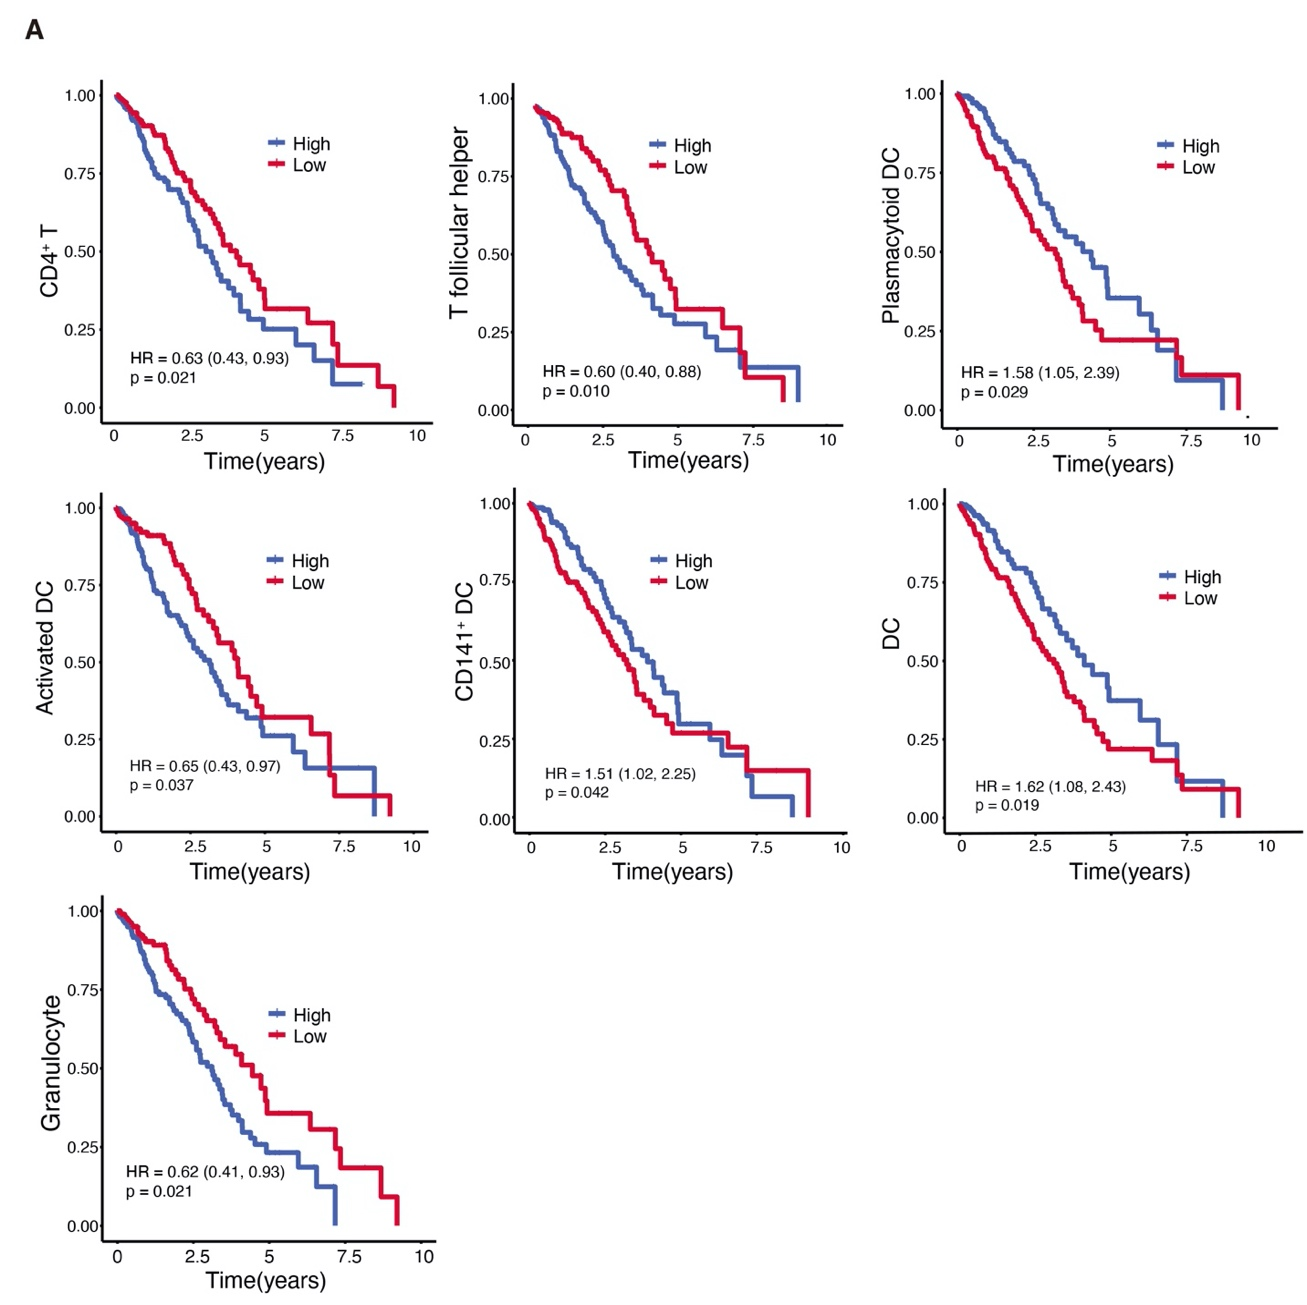 A
CD4+ T
1.00
0.75
0.50
0.25
0.00
High
Low
HR = 0.63 (0.43, 0.93)
p = 0.021
0 2.5 5 7.5 10
Time(years)
T follicular helper
1.00
0.75
0.50
0.25
0.00
High
Low
HR = 0.60 (0.40, 0.88)
p = 0.010
0 2.5 5 7.5 10
Time(years)
Plasmacytoid DC
1.00
0.75
0.50
0.25
0.00
High
Low
HR = 1.58 (1.05, 2.39)
p = 0.029
0 2.5 5 7.5 10
Time(years)
Activated DC
1.00
0.75
0.50
0.25
0.00
High
Low
HR = 0.65 (0.43, 0.97)
p = 0.037
0 2.5 5 7.5 10
Time(years)
CD141+ DC
1.00
0.75
0.50
0.25
0.00
High
Low
HR = 1.51 (1.02, 2.25)
p = 0.042
0 2.5 5 7.5 10
Time(years)
DC
1.00
0.75
0.50
0.25
0.00
High
Low
HR = 1.62 (1.08, 2.43)
p = 0.019
0 2.5 5 7.5 10
Time(years)
Granulocyte
1.00
0.75
0.50
0.25
0.00
High
Low
HR = 0.62 (0.41, 0.93)
p = 0.021
0 2.5 5 7.5 10
Time(years)